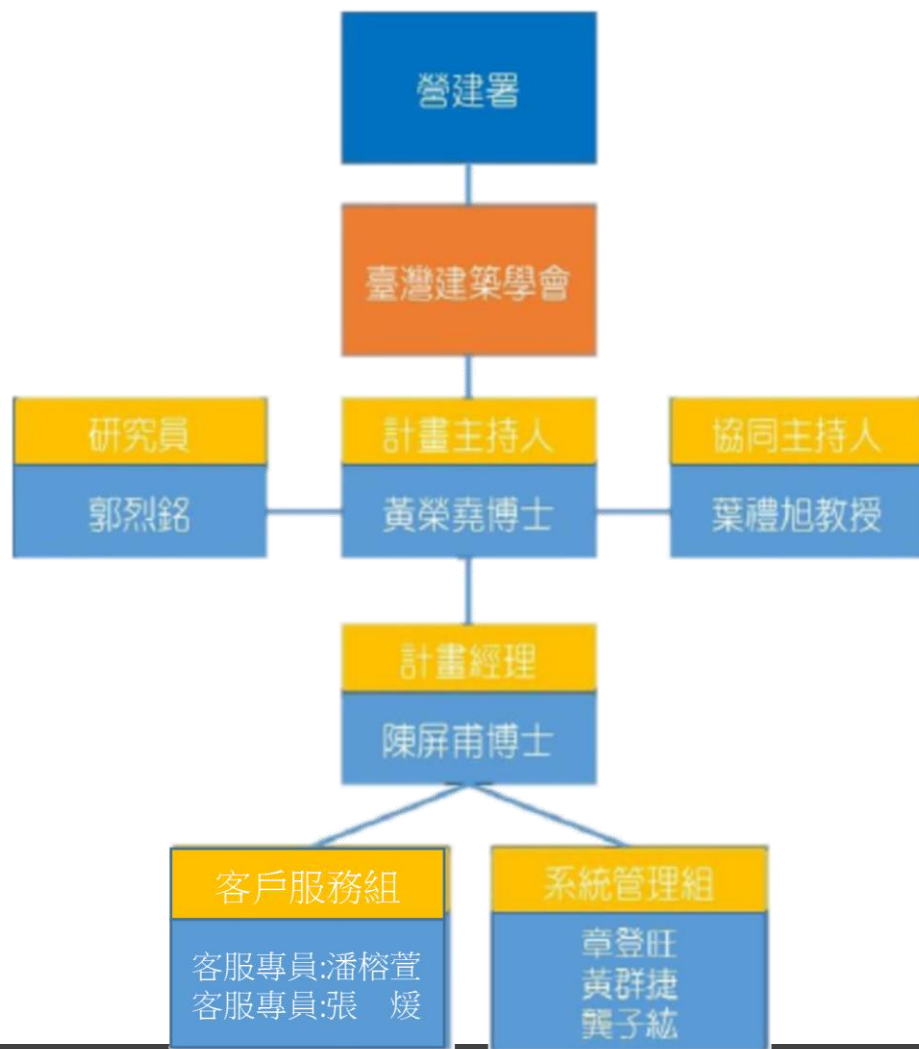 營建署
臺灣建築學會
研究員
郭烈銘
計畫主持人
黃榮堯博士
協同主持人
葉禮旭教授
計畫經理
陳屏甫博士
客戶服務組
客服專員:潘榕萱
客服專員:張　煖
系統管理組
章登旺
黃群捷
龔子紘